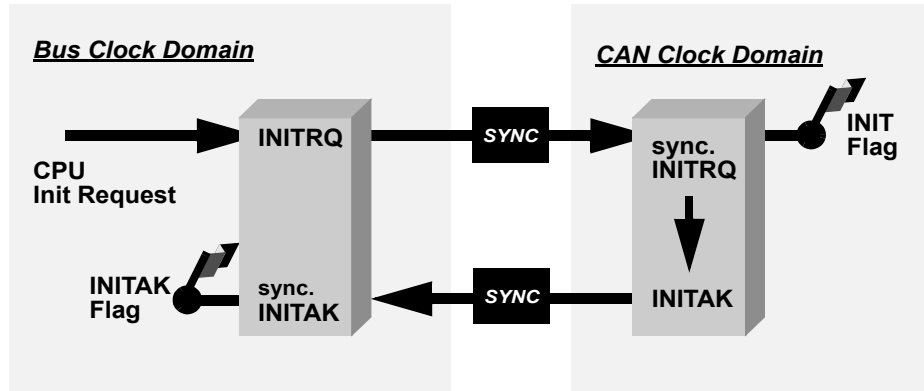 Bus Clock Domain
CAN Clock Domain
INITRQ
SYNC
sync.
INITRQ
INIT
Flag
CPU
Init Request
INITAK
Flag
sync.
INITAK
SYNC
INITAK